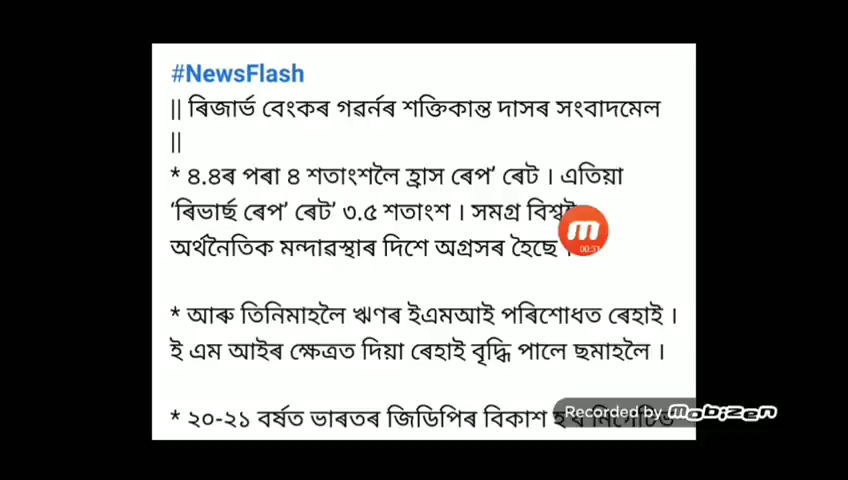 #NewsFlash
|| ৰিজাৰ্ভ বেংকৰ গৱৰ্নৰ শক্তিকান্ত দাসৰ সংবাদমেল
||
* ৪.৪ৰ পৰা ৪ শতাংশলৈ হ্ৰাস ৰেপ’ ৰেট । এতিয়া
‘ৰিভাৰ্ছ ৰেপ’ ৰেট’ ৩.৫ শতাংশ । সমগ্ৰ
অৰ্থনৈতিক মন্দাৱস্থাৰ দিশে অগ্ৰসৰ হৈছে ।
00:31
* আৰু তিনিমাহলৈ ঋণৰ ইএমআই পৰিশোধত ৰেহাই ।
ই এম আইৰ ক্ষেত্ৰত দিয়া ৰেহাই বৃদ্ধি পালে ছমাহলৈ ।
* ২০-২১ বৰ্ষত ভাৰতৰ জিডিপিৰ বিকাশ
Recorded by mobizen